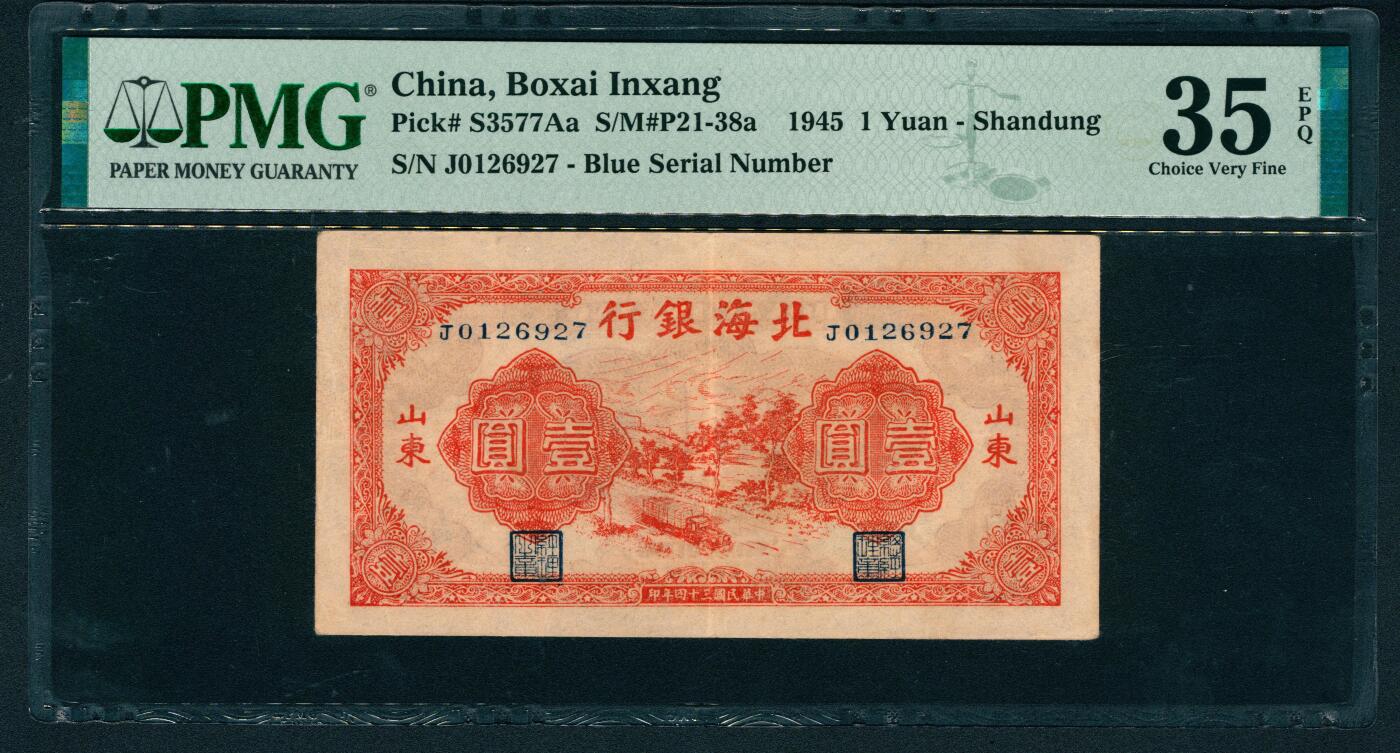 PMG®
PAPER MONEY GUARANTY
China, Boxai Inxang
Pick# S3577Aa S/M#P21-38a 1945 1 Yuan - Shandung
S/N J0126927 - Blue Serial Number
35 EPQ
Choice Very Fine
行銀海北
J0126927
J0126927
山東
山東
圓壹
圓壹
印年四十三國民華中